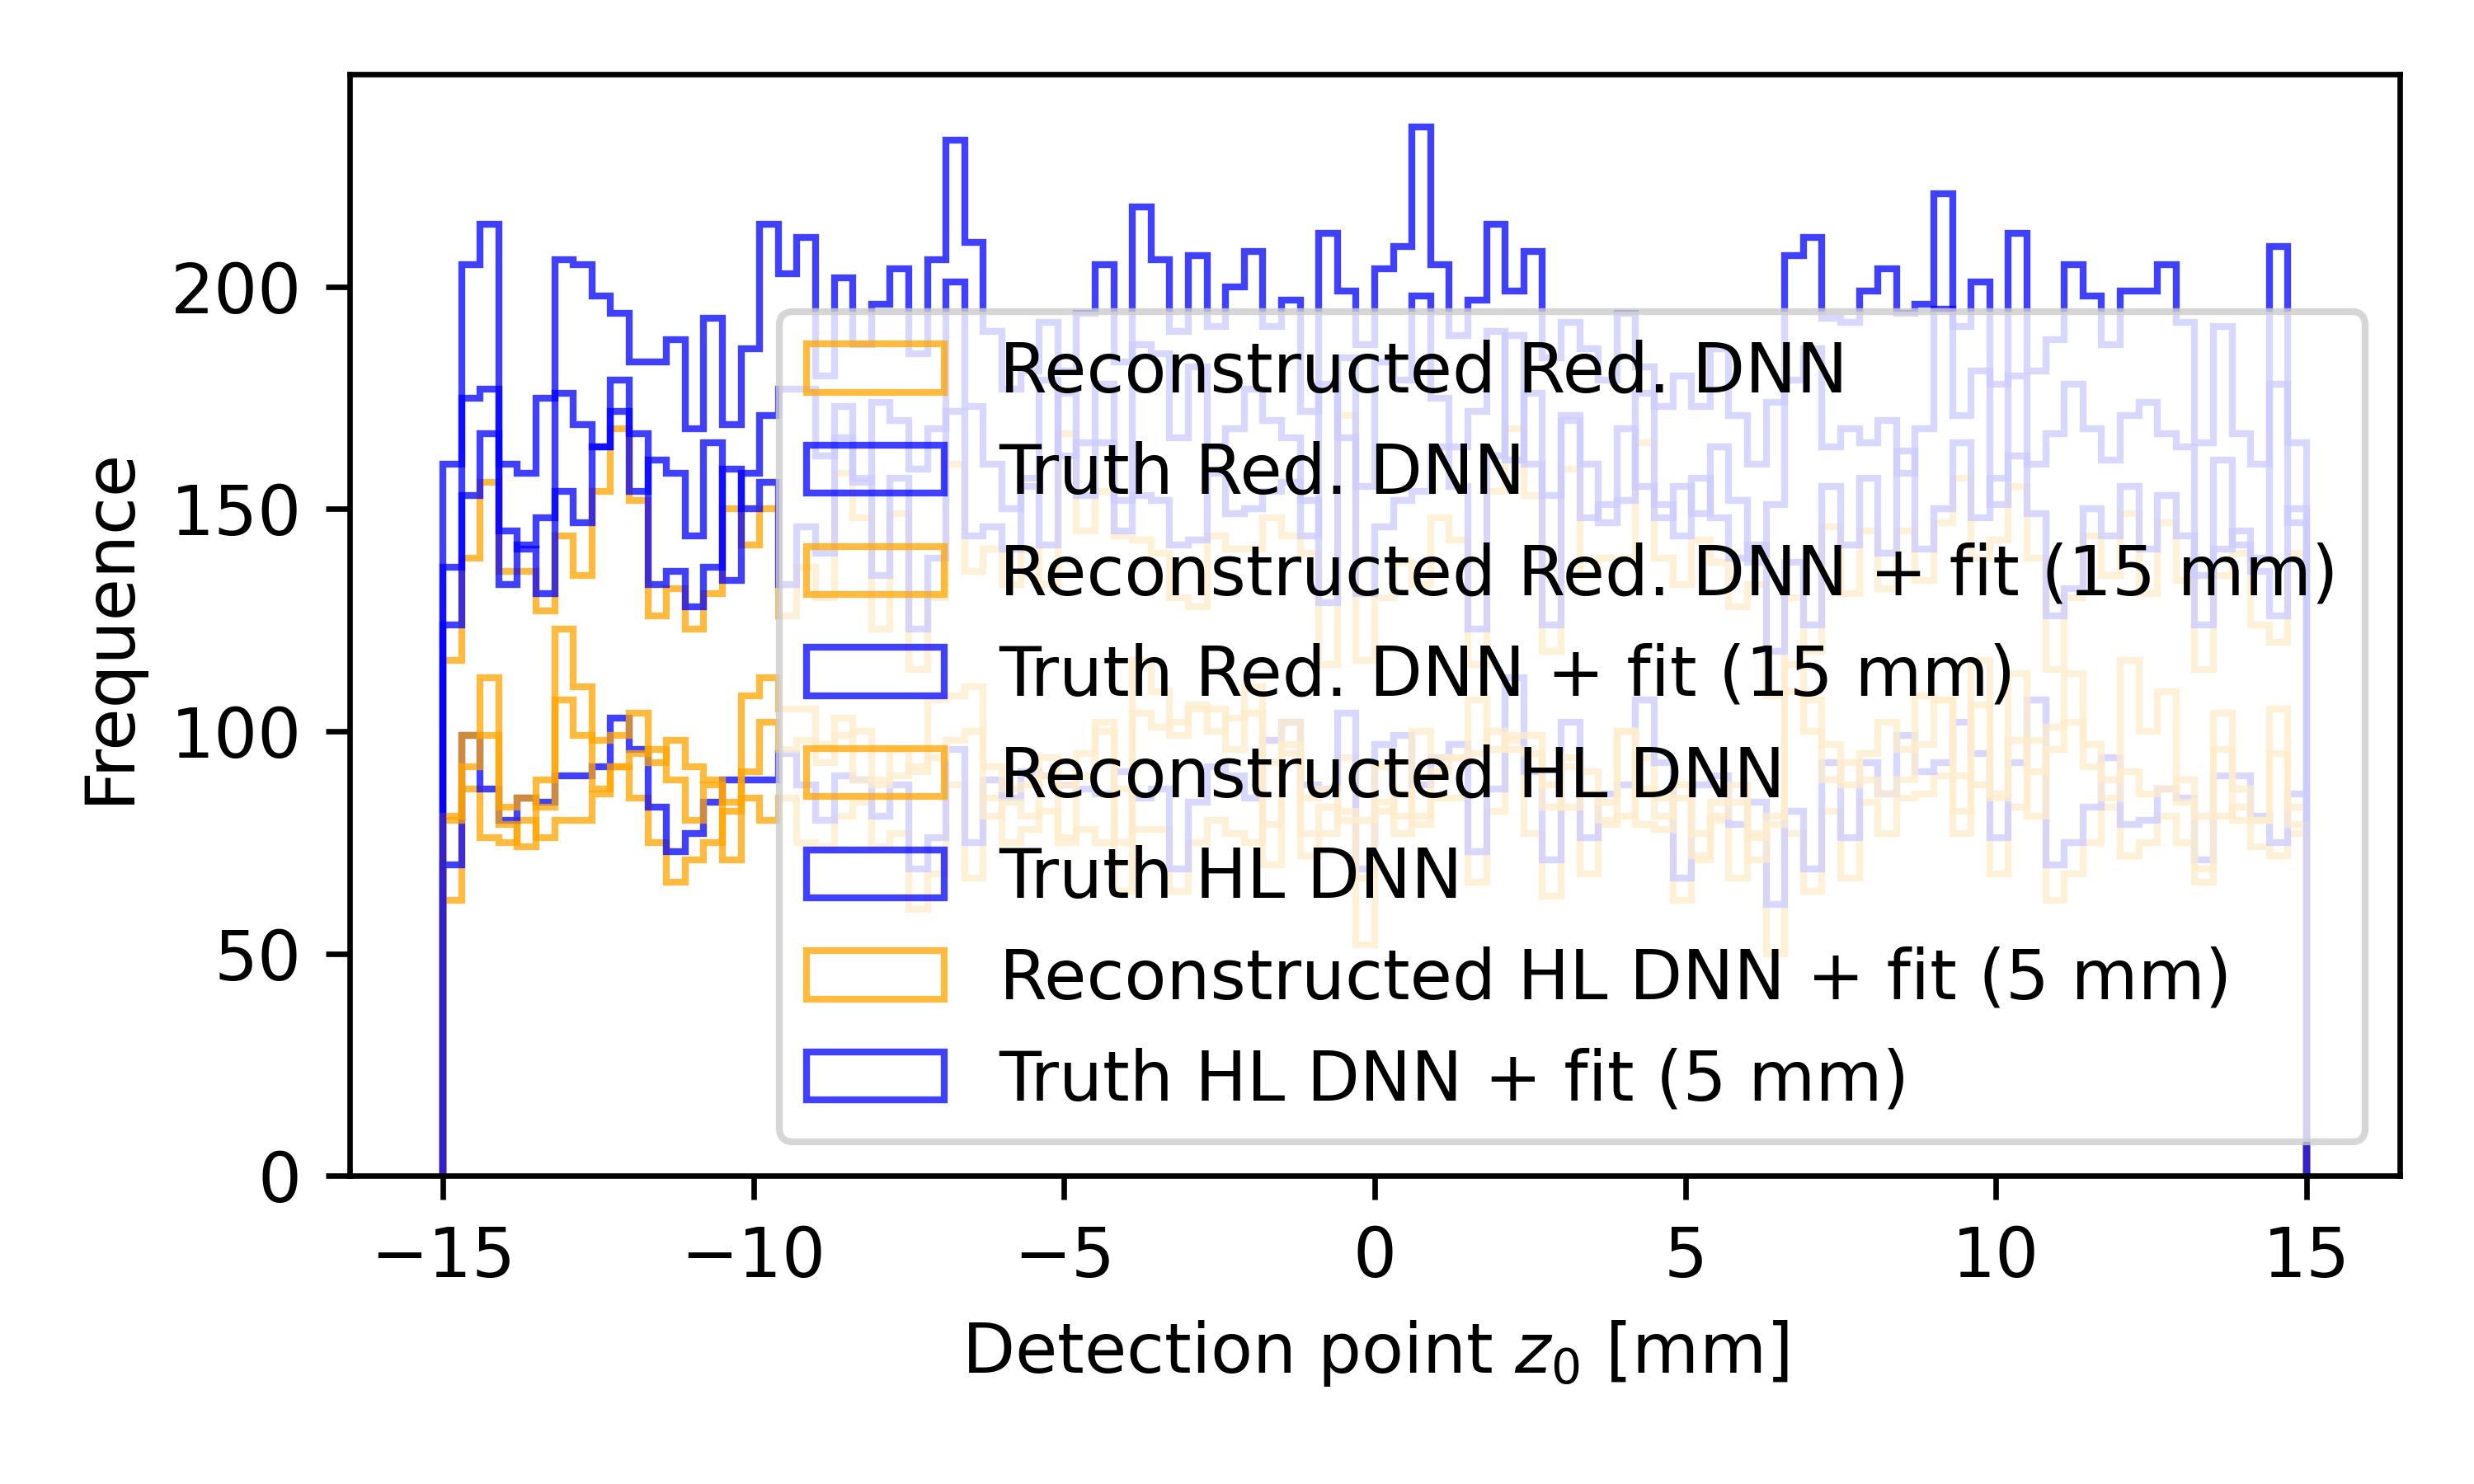 Frequence
200
150
100
50
0
Reconstructed Red. DNN
Truth Red. DNN
Reconstructed Red. DNN + fit (15 mm)
Truth Red. DNN + fit (15 mm)
Reconstructed HL DNN
Truth HL DNN
Reconstructed HL DNN + fit (5 mm)
Truth HL DNN + fit (5 mm)
−15 −10 −5 0 5 10 15
Detection point z₀ [mm]